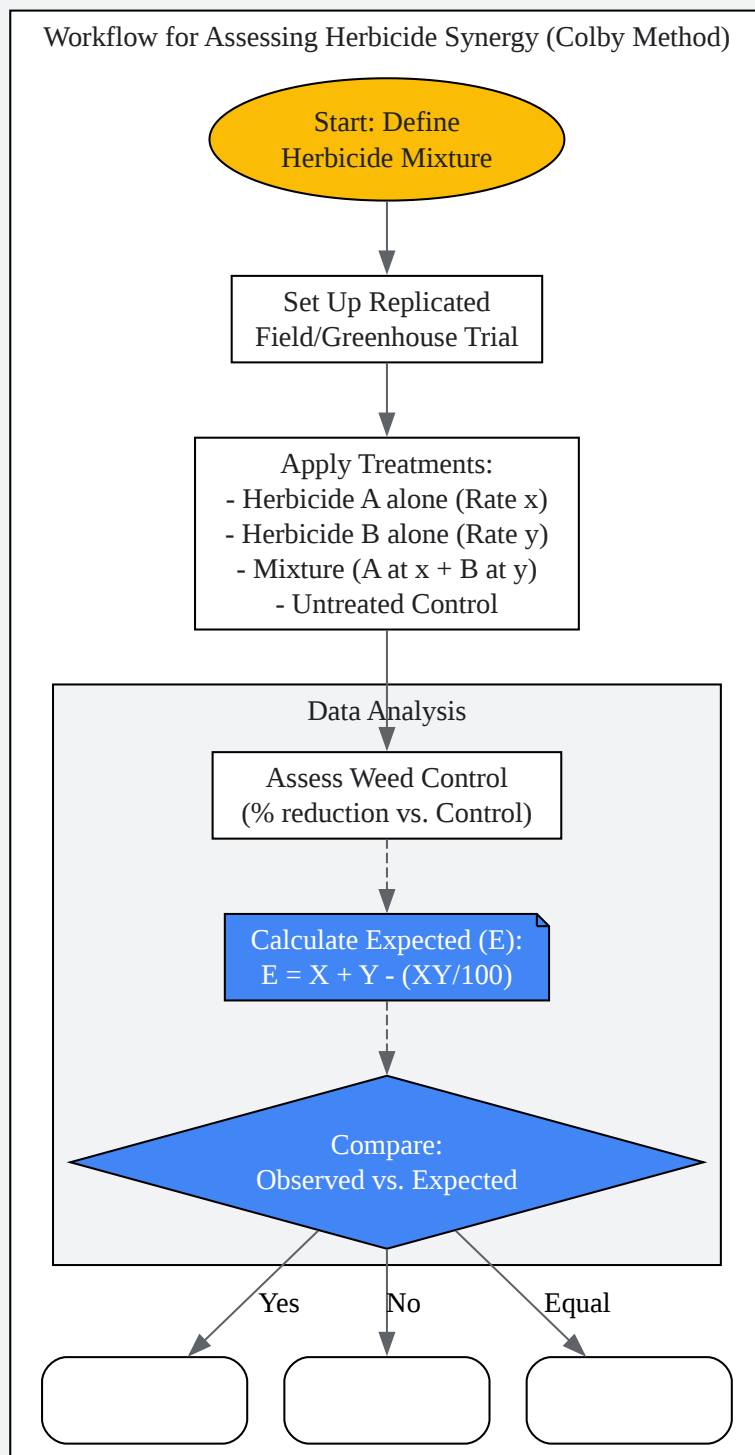 Workflow for Assessing Herbicide Synergy (Colby Method)
Start: Define
Herbicide Mixture
Set Up Replicated
Field/Greenhouse Trial
Apply Treatments:
- Herbicide A alone (Rate x)
- Herbicide B alone (Rate y)
- Mixture (A at x + B at y)
- Untreated Control
Data Analysis
Assess Weed Control
(% reduction vs. Control)
Calculate Expected (E):
E = X + Y - (XY/100)
Compare:
Observed vs. Expected
Yes
No
Equal